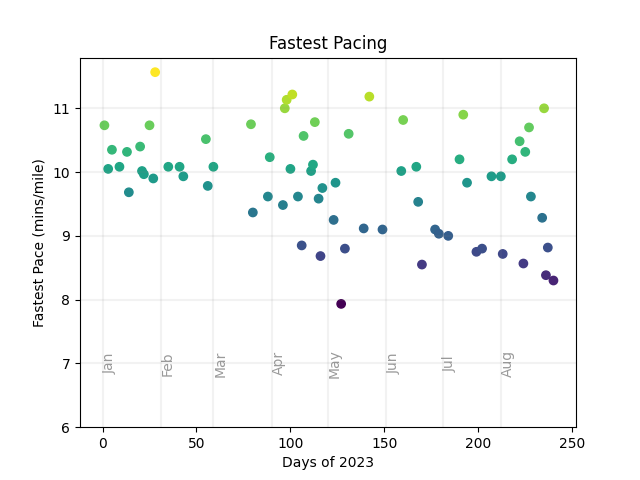 Fastest Pacing
Fastest Pace (mins/mile)
11
10
9
8
7
6
Jan
Feb
Mar
Apr
May
Jun
Jul
Aug
0
50
100
150
200
250
Days of 2023